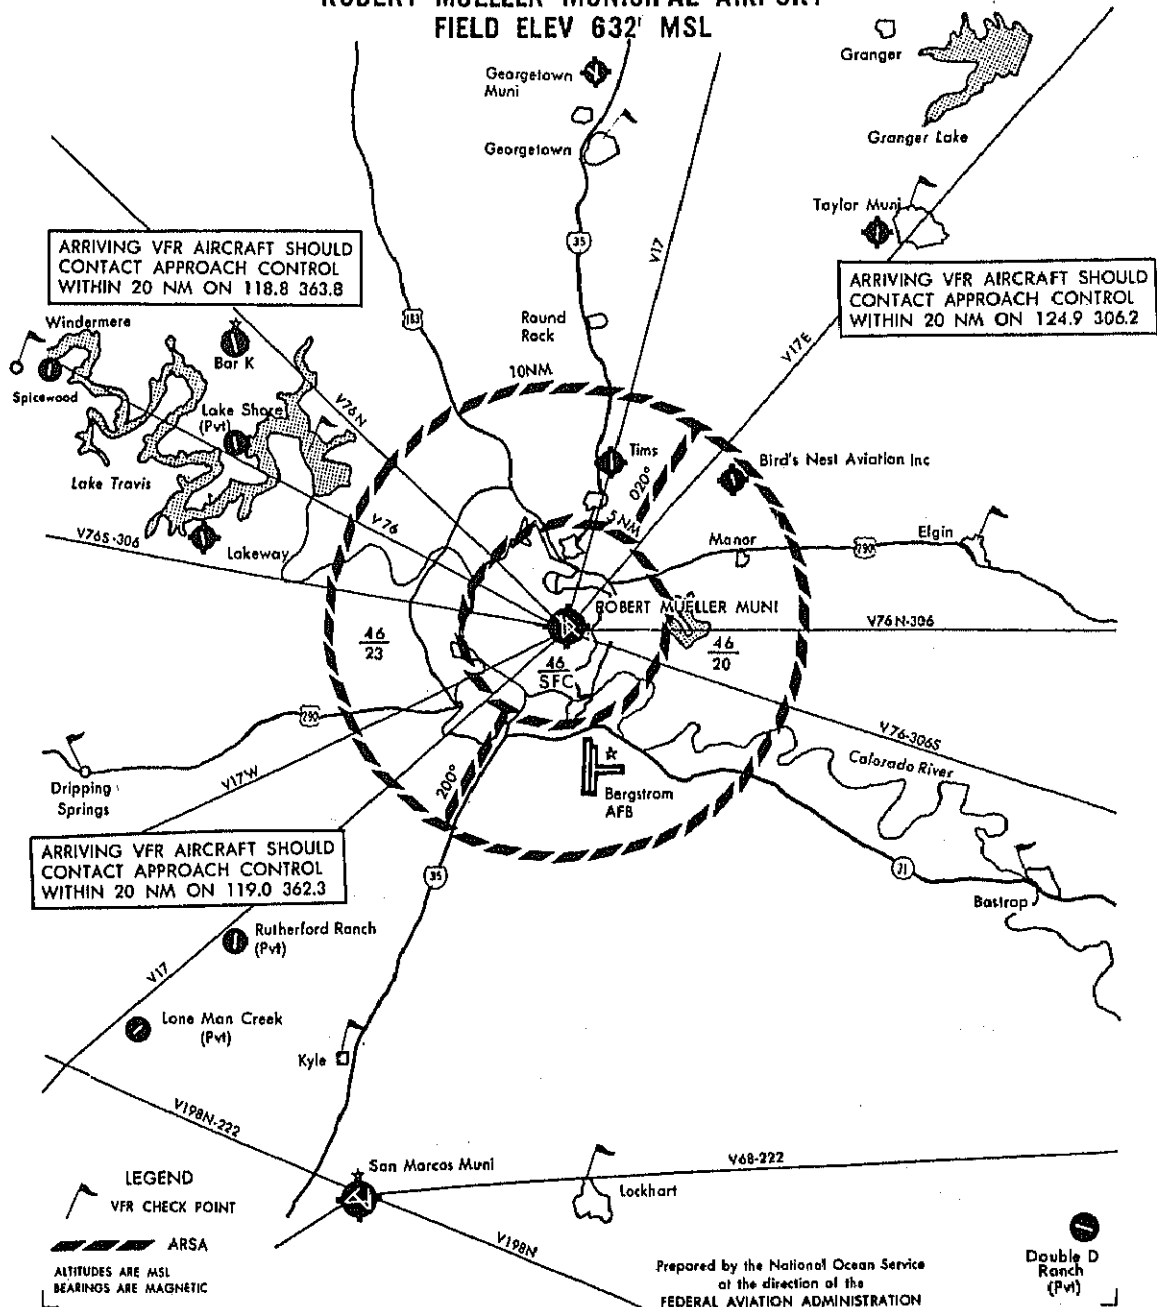 ROBERT MUELLER MUNICIPAL AIRPORT
FIELD ELEV 632' MSL
Granger
Georgetown
Muni
Granger Lake
Georgetown
Taylor Muni
ARRIVING VFR AIRCRAFT SHOULD
CONTACT APPROACH CONTROL
WITHIN 20 NM ON 118.8 363.8
35
V17
ARRIVING VFR AIRCRAFT SHOULD
CONTACT APPROACH CONTROL
WITHIN 20 NM ON 124.9 306.2
Windermere
183
Round
Rock
V17E
Bar K
10NM
Spicewood
V76N
Lake Shore
(Pvt)
Tims
Bird's Nest Aviation Inc
Lake Travis
020°
5 NM
V76
V76S-306
Lakeway
Manor
290
Elgin
ROBERT MUELLER MUNI
V76N-306
46
23
46
SFC
46
20
290
V76-306S
Colorado River
Dripping
Springs
V17W
200°
Bergstrom
AFB
ARRIVING VFR AIRCRAFT SHOULD
CONTACT APPROACH CONTROL
WITHIN 20 NM ON 119.0 362.3
35
71
Bastrop
Rutherford Ranch
(Pvt)
V17
Lone Man Creek
(Pvt)
Kyle
V198N-222
San Marcos Muni
V68-222
Lockhart
LEGEND
VFR CHECK POINT
ARSA
ALTITUDES ARE MSL
BEARINGS ARE MAGNETIC
V198N
Prepared by the National Ocean Service
at the direction of the
FEDERAL AVIATION ADMINISTRATION
Double D
Ranch
(Pvt)